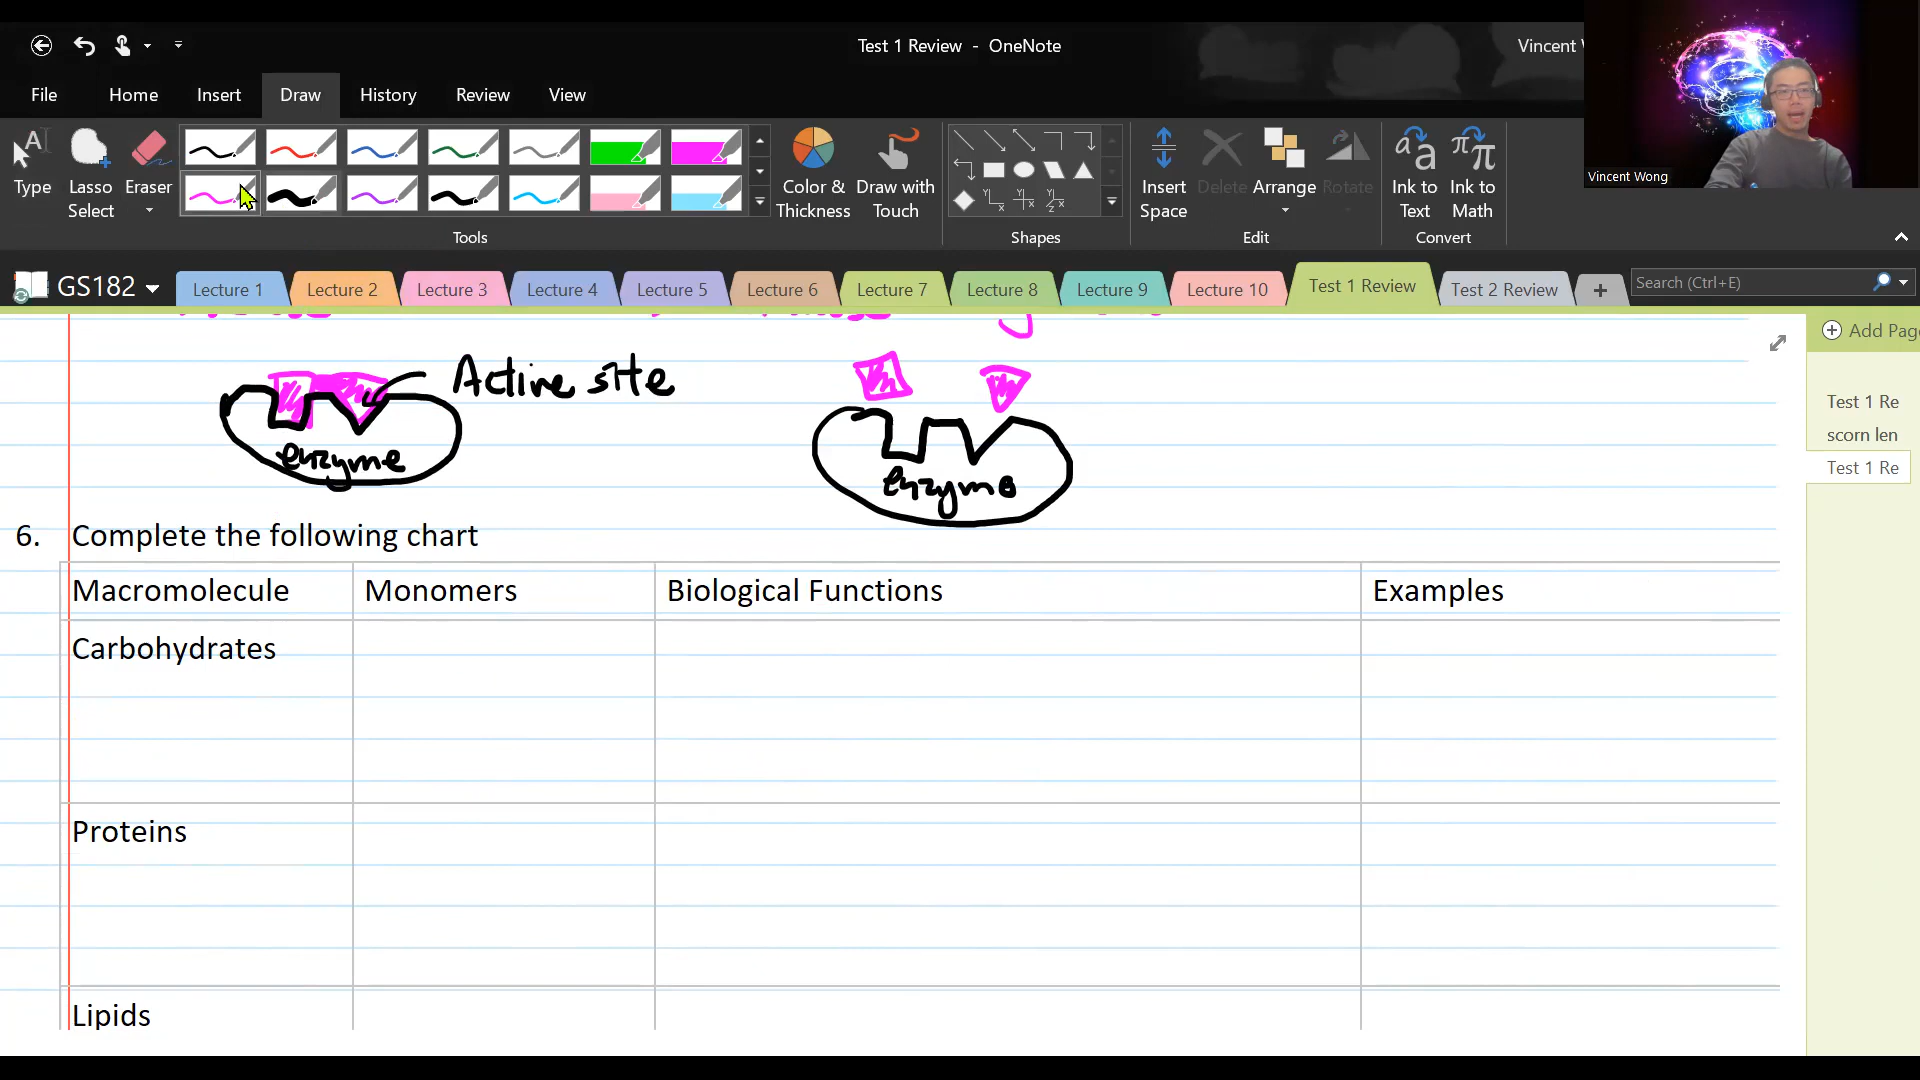 Test 1 Review - OneNote
Vincent W
File Home Insert Draw History Review View
Type
Lasso Select
Eraser
Color & Thickness
Draw with Touch
Insert Space
Delete
Arrange
Rotate
Ink to Text
Ink to Math
Tools
Shapes
Edit
Convert
Vincent Wong
GS182
Lecture 1 Lecture 2 Lecture 3 Lecture 4 Lecture 5 Lecture 6 Lecture 7 Lecture 8 Lecture 9 Lecture 10 Test 1 Review Test 2 Review
Search (Ctrl+E)
Add Page
Test 1 Re
scorn len
Test 1 Re
Active site
enzyme
enzyme
6. Complete the following chart
Macromolecule Monomers Biological Functions Examples
Carbohydrates
Proteins
Lipids